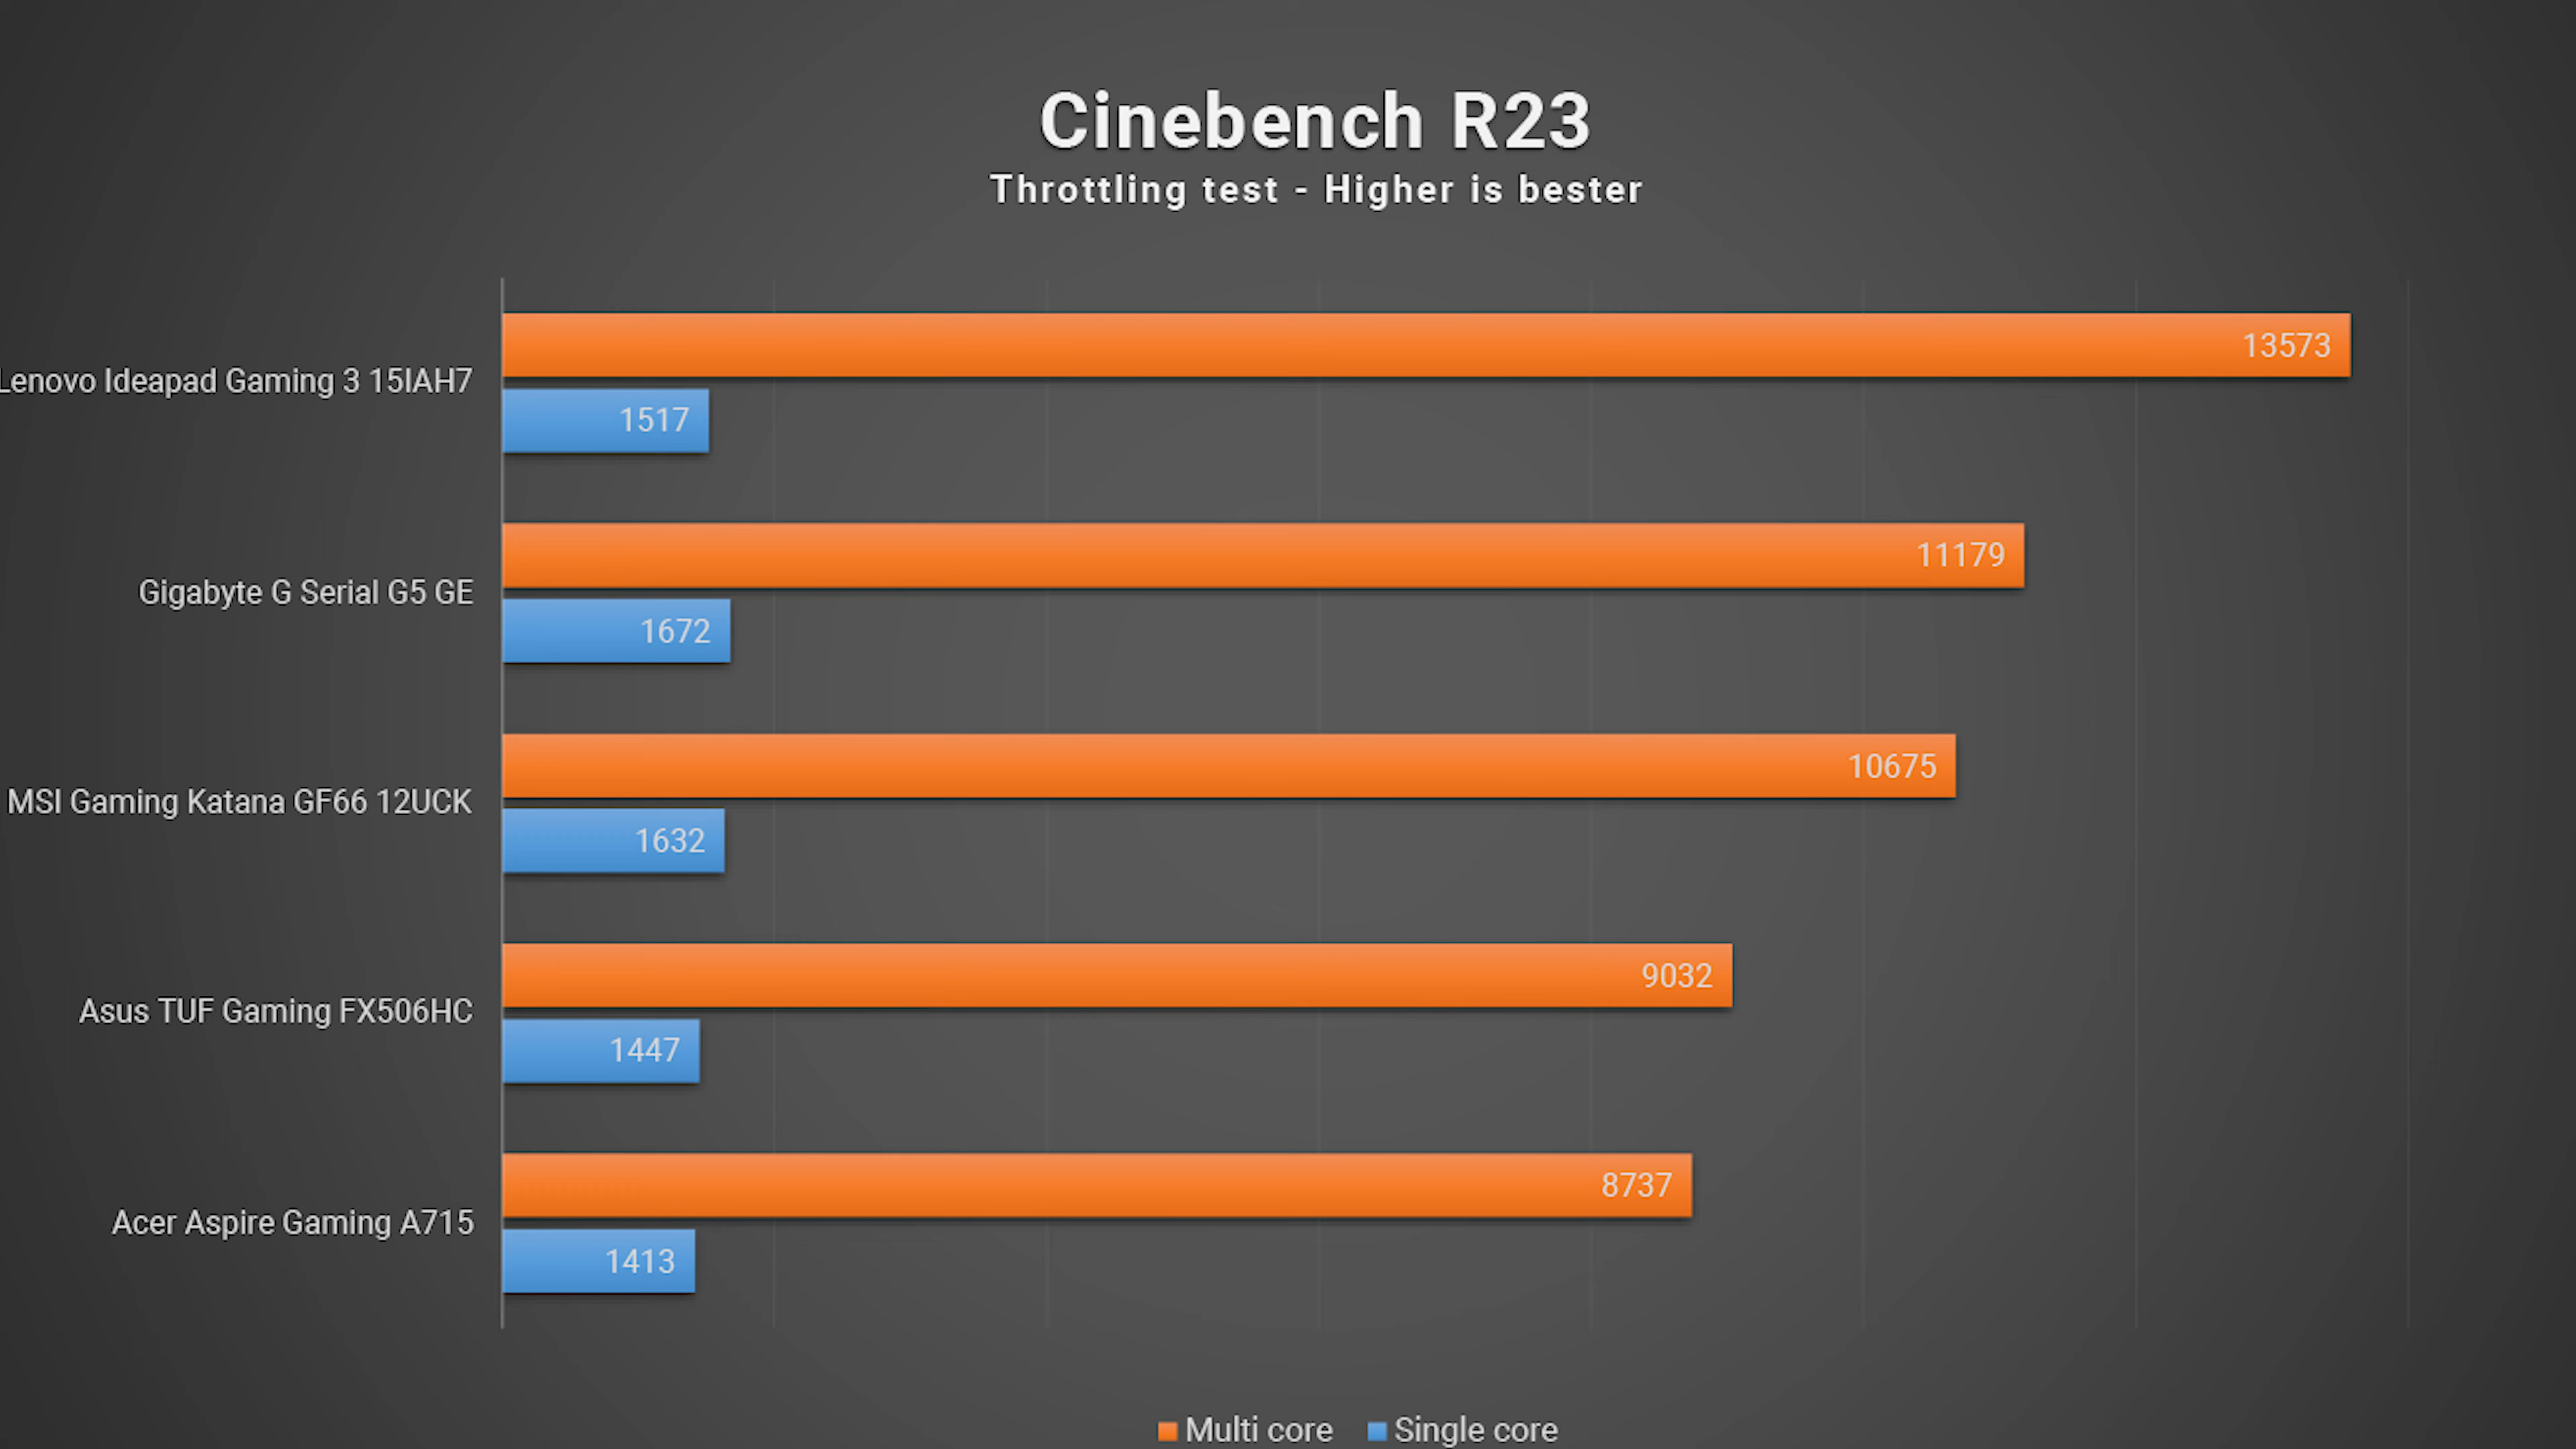 Cinebench R23
Throttling test - Higher is bester
Lenovo Ideapad Gaming 3 15IAH7
13573
1517
Gigabyte G Serial G5 GE
11179
1672
MSI Gaming Katana GF66 12UCK
10675
1632
Asus TUF Gaming FX506HC
9032
1447
Acer Aspire Gaming A715
8737
1413
Multi core Single core